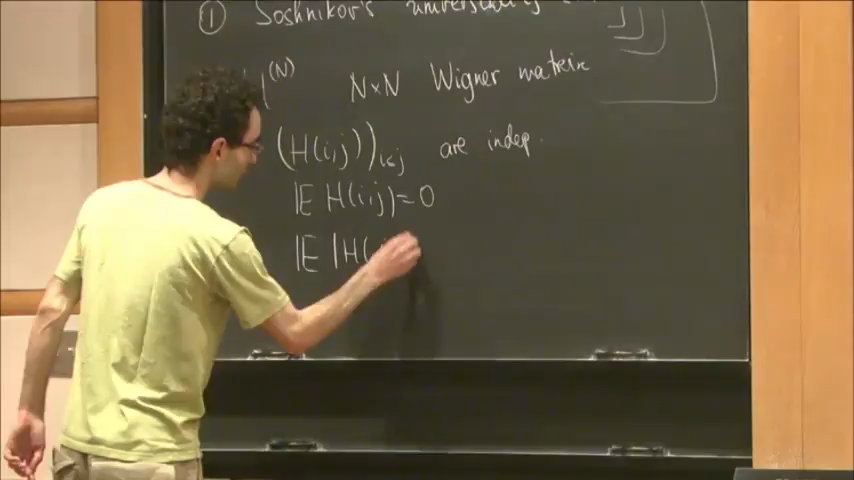 ① Soshnikov's universality
H^(N) N×N Wigner matrix
(H(i,j))_{i≤j} are indep.
𝔼 H(i,j)=0
𝔼 |H(